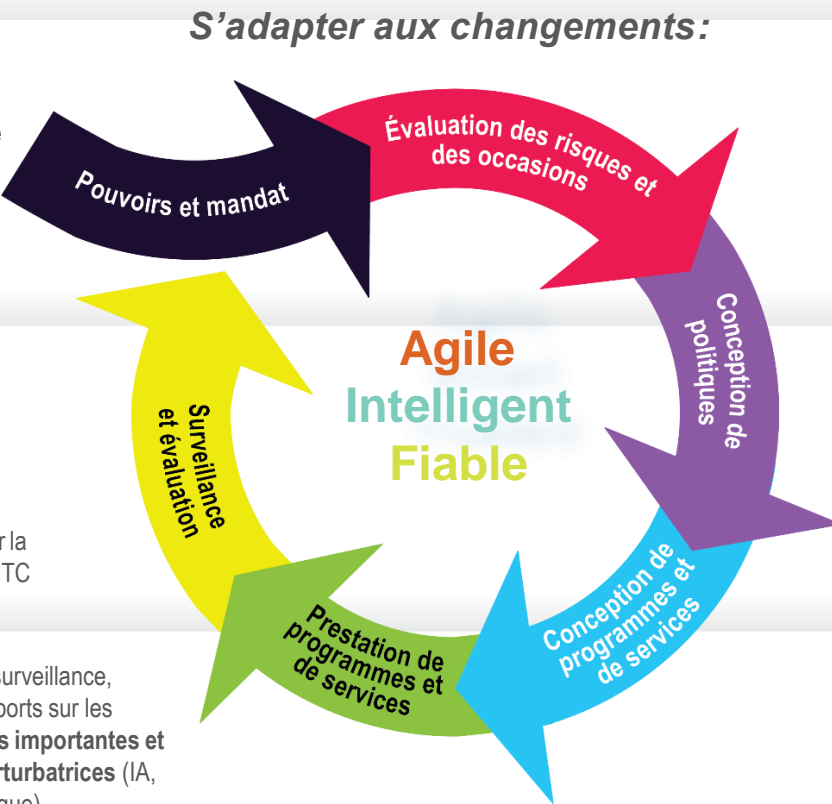 S’adapter aux changements:
Pouvoirs et mandat
Évaluation des risques et
des occasions
Conception de
politiques
Conception de
programmes et
de services
Prestation de
programmes et
de services
Surveillance
et évaluation
Agile
Intelligent
Fiable
la
TC
surveillance,
sur les
importantes et
(IA,